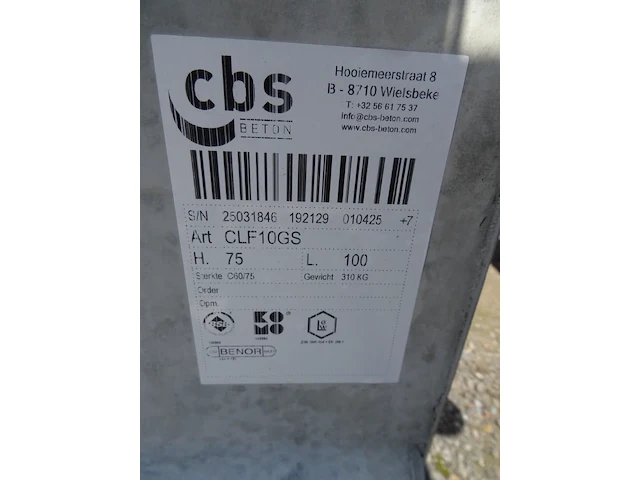 cbs
BETON
Hooiemeerstraat 8
B - 8710 Wielsbeke
T: +32 56 61 75 37
info@cbs-beton.com
www.cbs-beton.com
S/N 25031846 192129 010425 +7
Art CLF10GS
H. 75 L. 100
Sterkte C60/75 Gewicht 310 KG
Order
Opm.
KOMO ®
BENOR